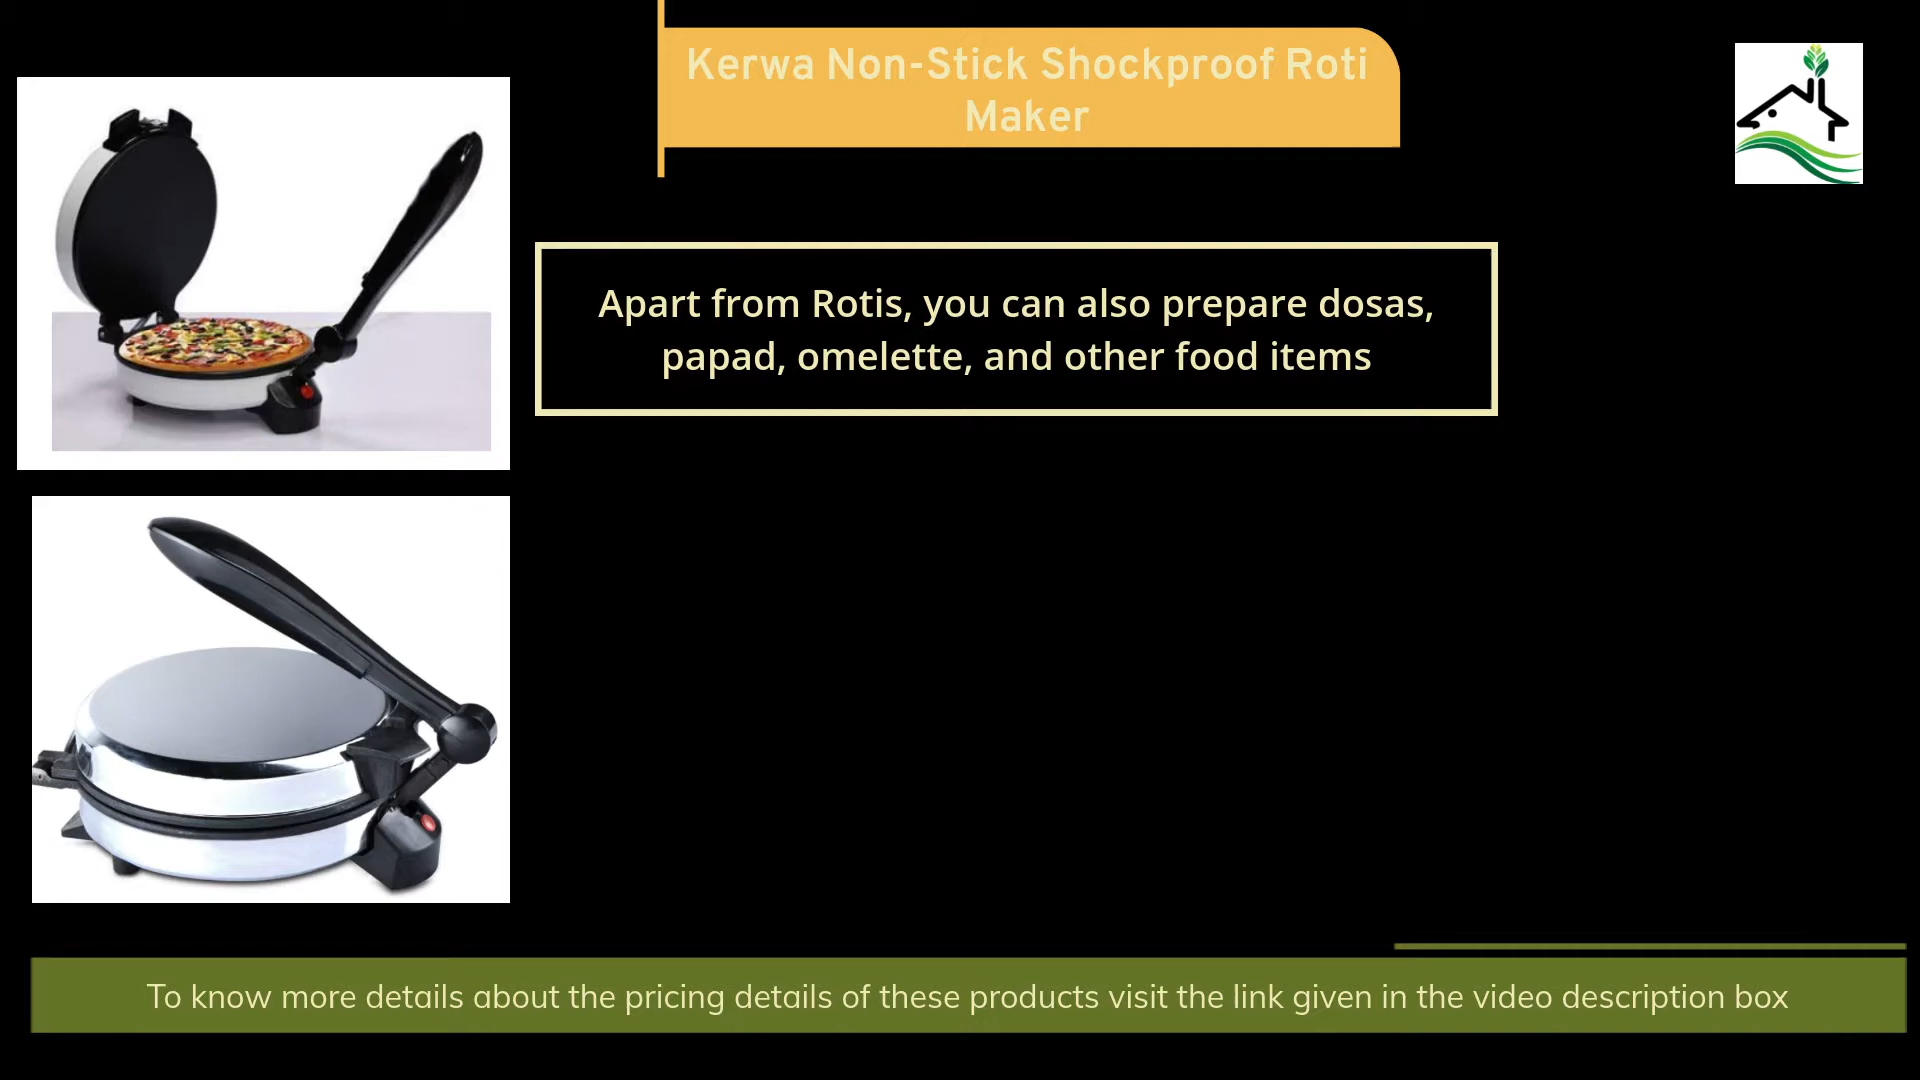 Kerwa Non-Stick Shockproof Roti
Maker
Apart from Rotis, you can also prepare dosas,
papad, omelette, and other food items
To know more details about the pricing details of these products visit the link given in the video description box